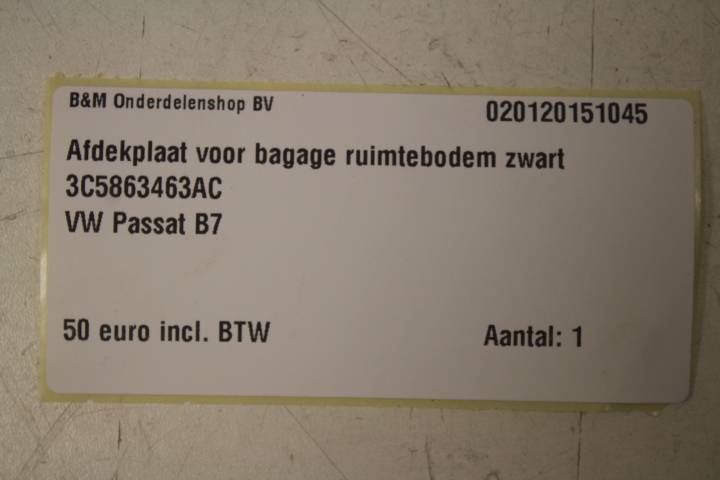 B&M Onderdelenshop BV 020120151045
Afdekplaat voor bagage ruimtebodem zwart
3C5863463AC
VW Passat B7
50 euro incl. BTW Aantal: 1